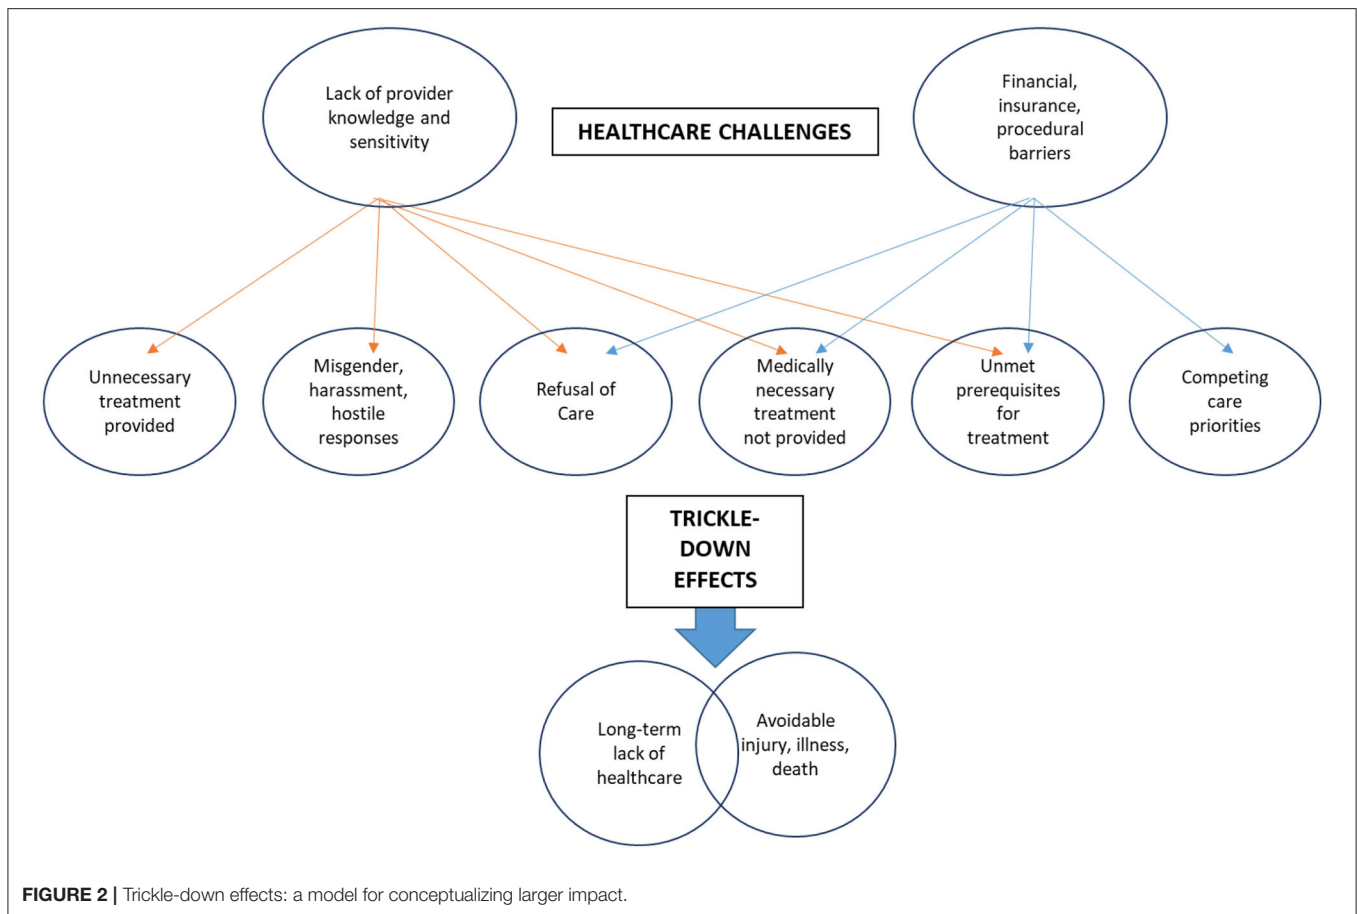 Lack of provider
knowledge and
sensitivity
HEALTHCARE CHALLENGES
Financial,
insurance,
procedural
barriers
Unnecessary
treatment
provided
Misgender,
harassment,
hostile
responses
Refusal of
Care
Medically
necessary
treatment
not provided
Unmet
prerequisites
for
treatment
Competing
care
priorities
TRICKLE-
DOWN
EFFECTS
Long-term
lack of
healthcare
Avoidable
injury, illness,
death
FIGURE 2 | Trickle-down effects: a model for conceptualizing larger impact.